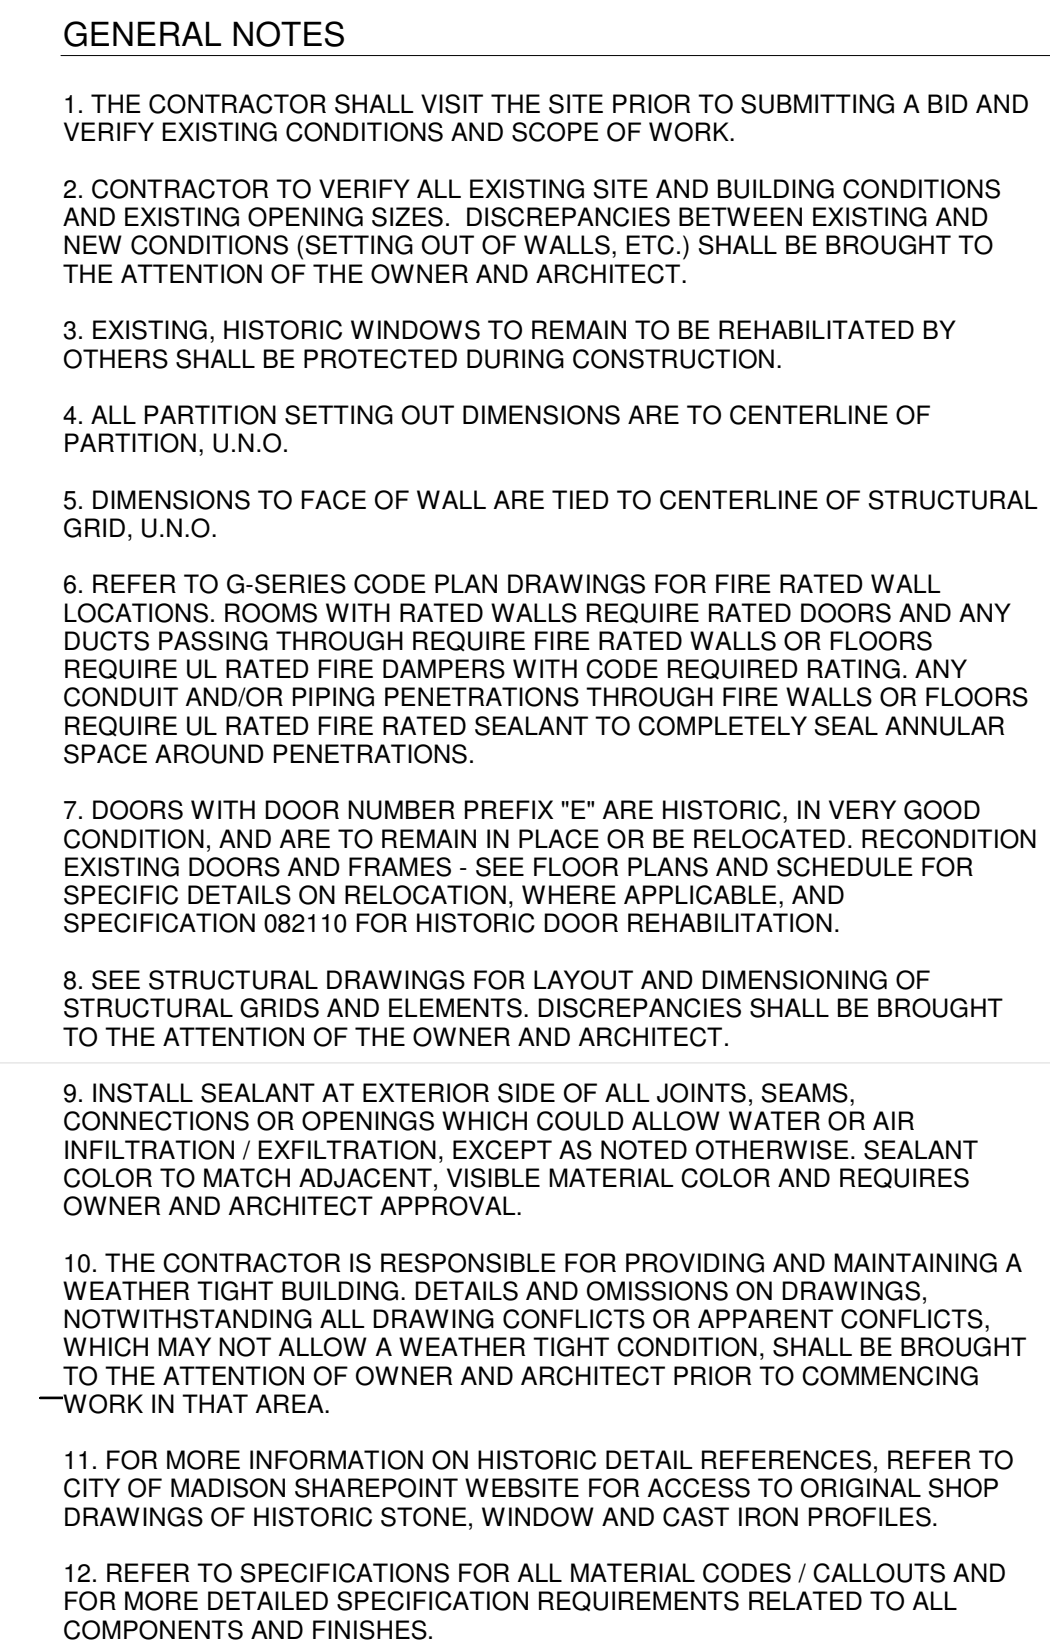 GENERAL NOTES
1. THE CONTRACTOR SHALL VISIT THE SITE PRIOR TO SUBMITTING A BID AND
VERIFY EXISTING CONDITIONS AND SCOPE OF WORK.
2. CONTRACTOR TO VERIFY ALL EXISTING SITE AND BUILDING CONDITIONS
AND EXISTING OPENING SIZES.  DISCREPANCIES BETWEEN EXISTING AND
NEW CONDITIONS (SETTING OUT OF WALLS, ETC.) SHALL BE BROUGHT TO
THE ATTENTION OF THE OWNER AND ARCHITECT.
3. EXISTING, HISTORIC WINDOWS TO REMAIN TO BE REHABILITATED BY
OTHERS SHALL BE PROTECTED DURING CONSTRUCTION.
4. ALL PARTITION SETTING OUT DIMENSIONS ARE TO CENTERLINE OF
PARTITION, U.N.O.
5. DIMENSIONS TO FACE OF WALL ARE TIED TO CENTERLINE OF STRUCTURAL
GRID, U.N.O.
6. REFER TO G-SERIES CODE PLAN DRAWINGS FOR FIRE RATED WALL
LOCATIONS. ROOMS WITH RATED WALLS REQUIRE RATED DOORS AND ANY
DUCTS PASSING THROUGH REQUIRE FIRE RATED WALLS OR FLOORS
REQUIRE UL RATED FIRE DAMPERS WITH CODE REQUIRED RATING. ANY
CONDUIT AND/OR PIPING PENETRATIONS THROUGH FIRE WALLS OR FLOORS
REQUIRE UL RATED FIRE RATED SEALANT TO COMPLETELY SEAL ANNULAR
SPACE AROUND PENETRATIONS.
7. DOORS WITH DOOR NUMBER PREFIX "E" ARE HISTORIC, IN VERY GOOD
CONDITION, AND ARE TO REMAIN IN PLACE OR BE RELOCATED. RECONDITION
EXISTING DOORS AND FRAMES - SEE FLOOR PLANS AND SCHEDULE FOR
SPECIFIC DETAILS ON RELOCATION, WHERE APPLICABLE, AND
SPECIFICATION 082110 FOR HISTORIC DOOR REHABILITATION.
8. SEE STRUCTURAL DRAWINGS FOR LAYOUT AND DIMENSIONING OF
STRUCTURAL GRIDS AND ELEMENTS. DISCREPANCIES SHALL BE BROUGHT
TO THE ATTENTION OF THE OWNER AND ARCHITECT.
9. INSTALL SEALANT AT EXTERIOR SIDE OF ALL JOINTS, SEAMS,
CONNECTIONS OR OPENINGS WHICH COULD ALLOW WATER OR AIR
INFILTRATION / EXFILTRATION, EXCEPT AS NOTED OTHERWISE. SEALANT
COLOR TO MATCH ADJACENT, VISIBLE MATERIAL COLOR AND REQUIRES
OWNER AND ARCHITECT APPROVAL.
10. THE CONTRACTOR IS RESPONSIBLE FOR PROVIDING AND MAINTAINING A
WEATHER TIGHT BUILDING. DETAILS AND OMISSIONS ON DRAWINGS,
NOTWITHSTANDING ALL DRAWING CONFLICTS OR APPARENT CONFLICTS,
WHICH MAY NOT ALLOW A WEATHER TIGHT CONDITION, SHALL BE BROUGHT
TO THE ATTENTION OF OWNER AND ARCHITECT PRIOR TO COMMENCING
WORK IN THAT AREA.
11. FOR MORE INFORMATION ON HISTORIC DETAIL REFERENCES, REFER TO
CITY OF MADISON SHAREPOINT WEBSITE FOR ACCESS TO ORIGINAL SHOP
DRAWINGS OF HISTORIC STONE, WINDOW AND CAST IRON PROFILES.
12. REFER TO SPECIFICATIONS FOR ALL MATERIAL CODES / CALLOUTS AND
FOR MORE DETAILED SPECIFICATION REQUIREMENTS RELATED TO ALL
COMPONENTS AND FINISHES.